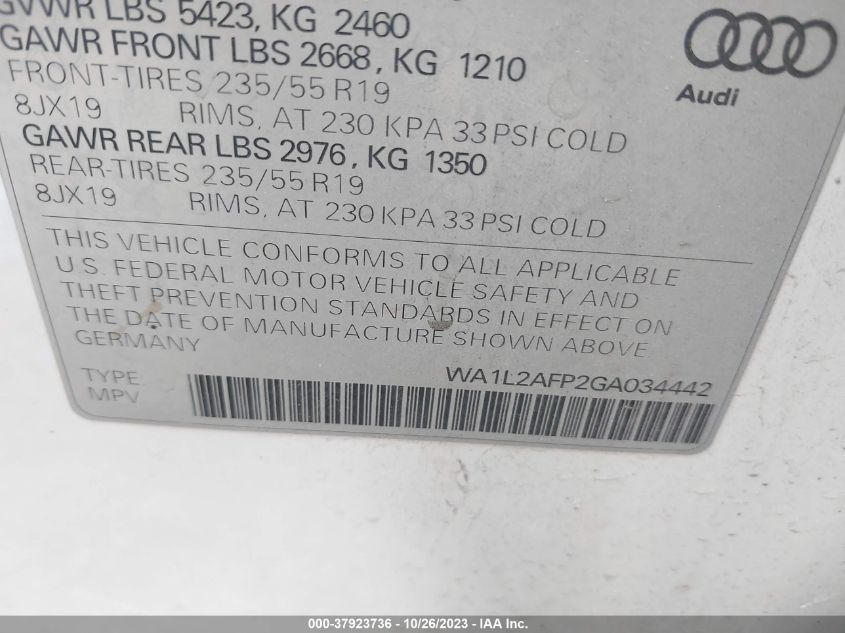 GVWR LBS 5423, KG 2460
GAWR FRONT LBS 2668, KG 1210
FRONT-TIRES 235/55 R19
8JX19 RIMS, AT 230 KPA 33 PSI COLD
GAWR REAR LBS 2976, KG 1350
REAR-TIRES 235/55 R19
8JX19 RIMS, AT 230 KPA 33 PSI COLD
Audi
THIS VEHICLE CONFORMS TO ALL APPLICABLE
U.S. FEDERAL MOTOR VEHICLE SAFETY AND
THEFT PREVENTION STANDARDS IN EFFECT ON
THE DATE OF MANUFACTURE SHOWN ABOVE
GERMANY
TYPE WA1L2AFP2GA034442
MPV
000-37923736 - 10/26/2023 - IAA Inc.